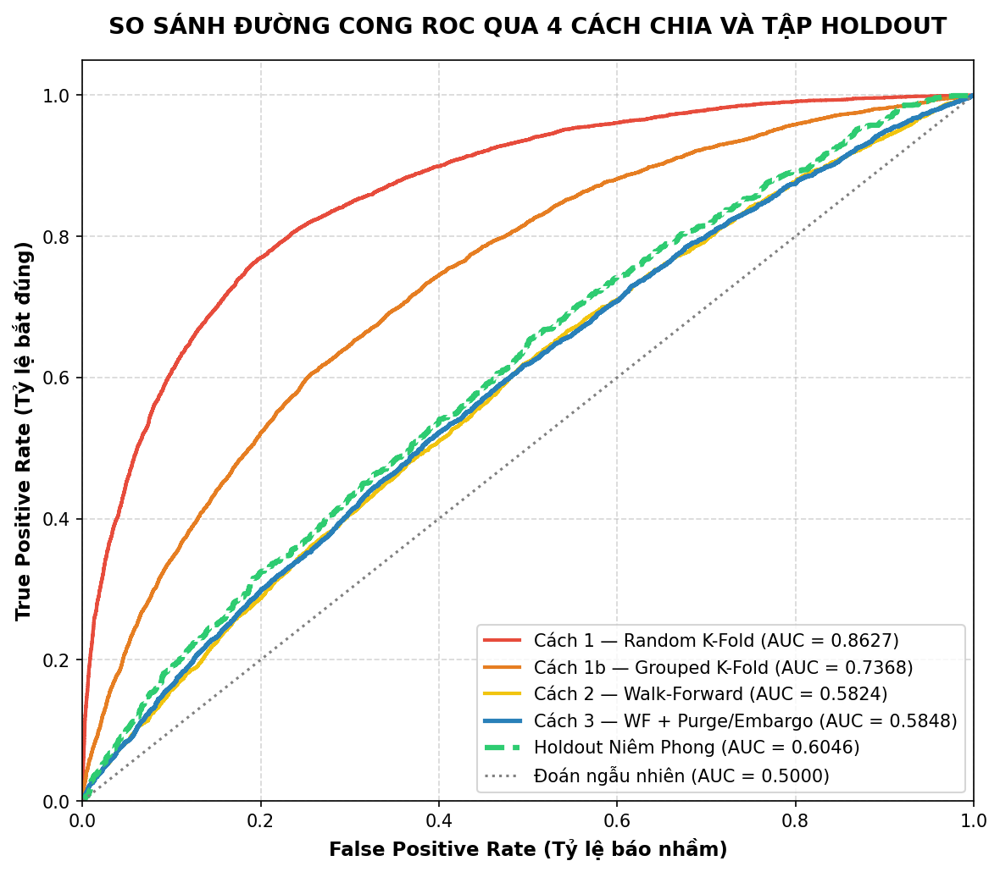 SO SÁNH ĐƯỜNG CONG ROC QUA 4 CÁCH CHIA VÀ TẬP HOLDOUT
True Positive Rate (Tỷ lệ bắt đúng)
1.0
0.8
0.6
0.4
0.2
0.0
Cách 1 — Random K-Fold (AUC = 0.8627)
Cách 1b — Grouped K-Fold (AUC = 0.7368)
Cách 2 — Walk-Forward (AUC = 0.5824)
Cách 3 — WF + Purge/Embargo (AUC = 0.5848)
Holdout Niêm Phong (AUC = 0.6046)
Đoán ngẫu nhiên (AUC = 0.5000)
0.0 0.2 0.4 0.6 0.8 1.0
False Positive Rate (Tỷ lệ báo nhầm)